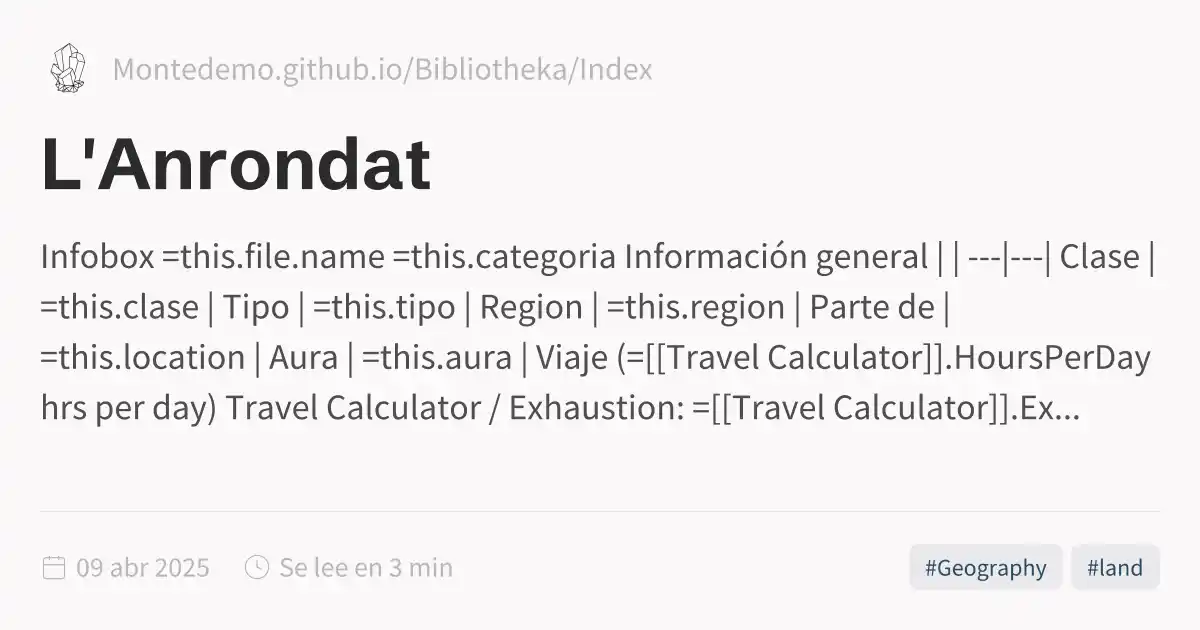 Montedemo.github.io/Bibliotheka/Index
L'Anrondat
Infobox =this.file.name =this.categoria Información general | | ---|---| Clase |
=this.clase | Tipo | =this.tipo | Region | =this.region | Parte de |
=this.location | Aura | =this.aura | Viaje (=[[Travel Calculator]].HoursPerDay
hrs per day) Travel Calculator / Exhaustion: =[[Travel Calculator]].Ex...
09 abr 2025 Se lee en 3 min #Geography #land